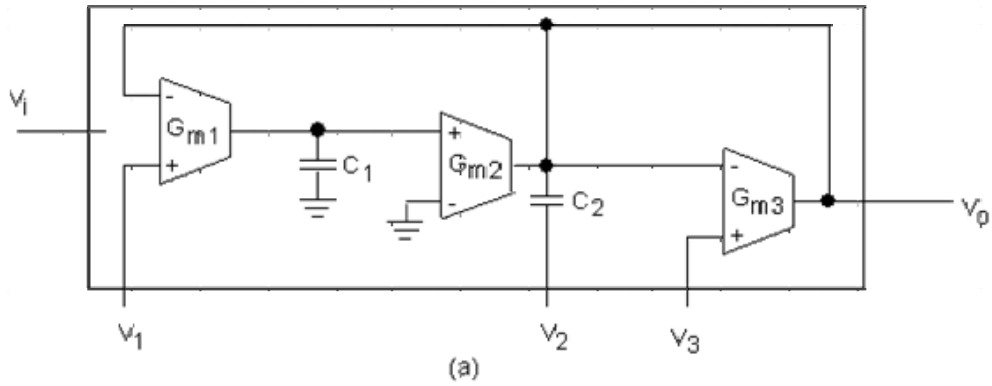 Vi
-
Gm1
+
C1
+
Gm2
-
C2
-
Gm3
+
Vo
V1
V2
V3
(a)